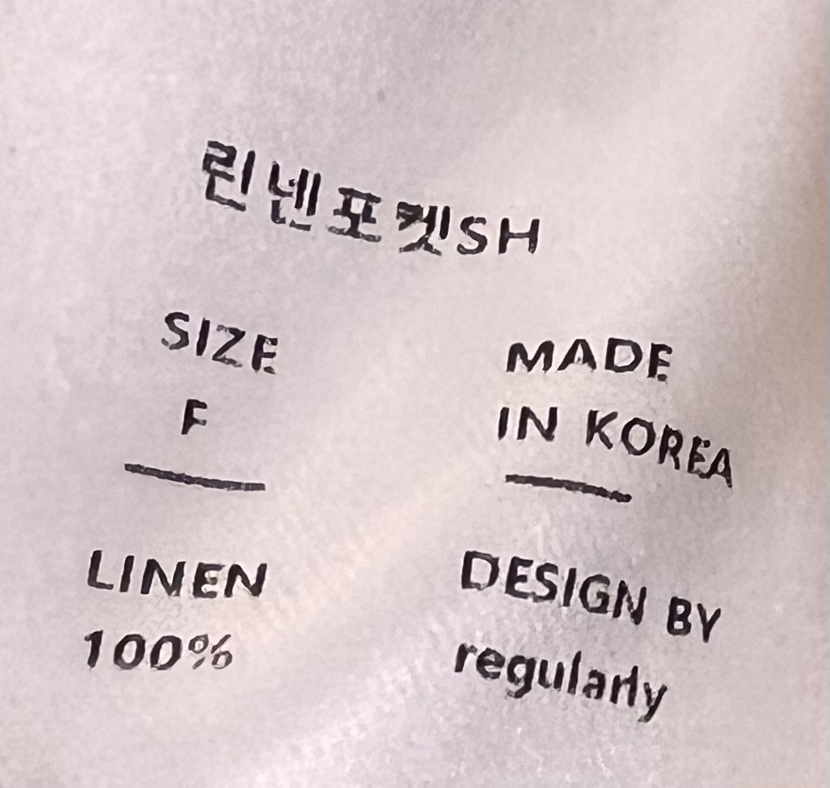 린넨포켓SH
SIZE
F
MADE
IN KOREA
LINEN
100%
DESIGN BY
regularly